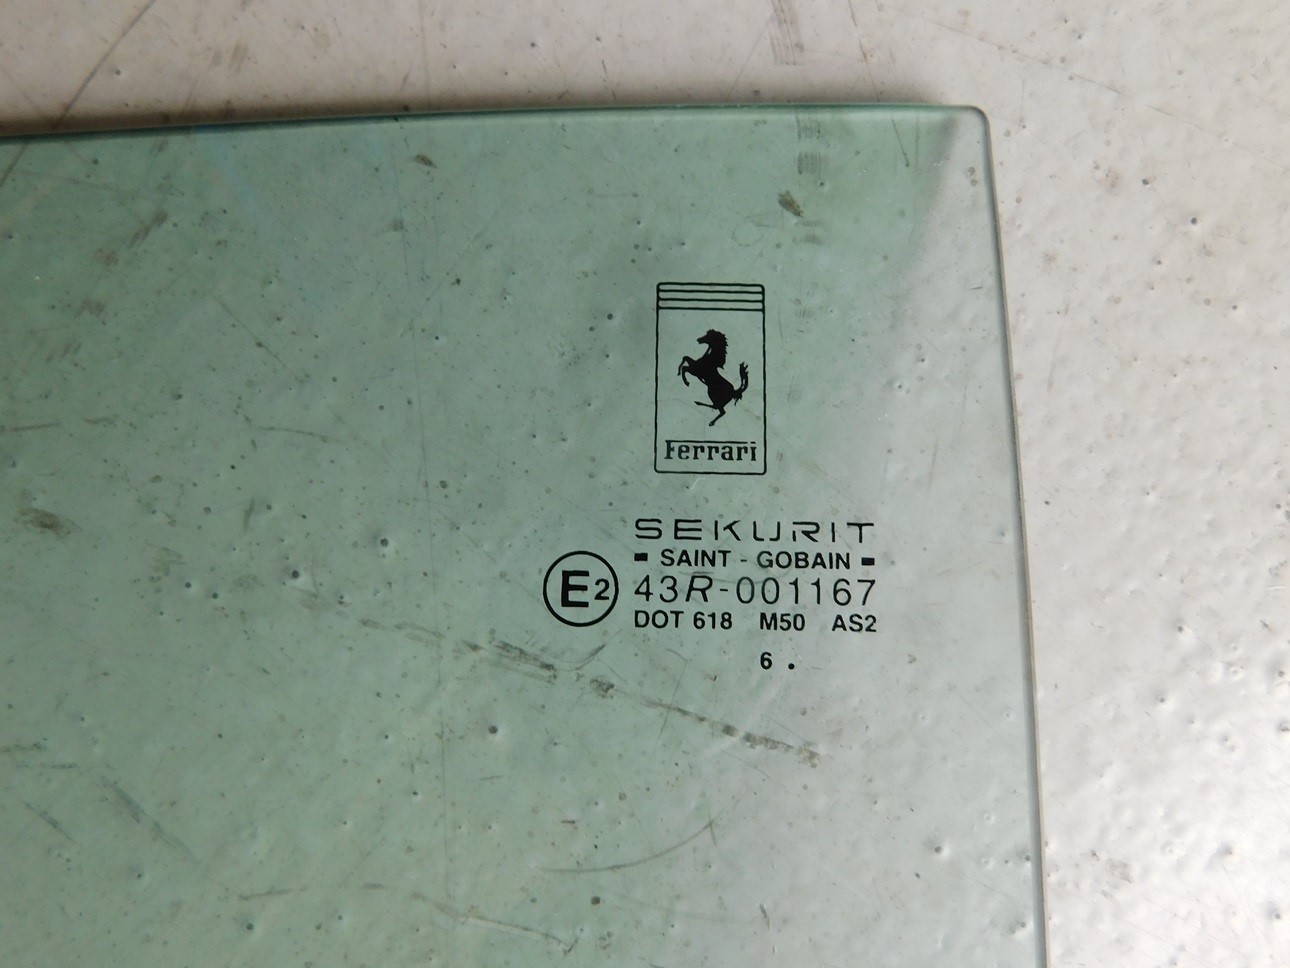 Ferrari
SEKURIT
- SAINT - GOBAIN -
E2 43R-001167
DOT 618 M50 AS2
6 .